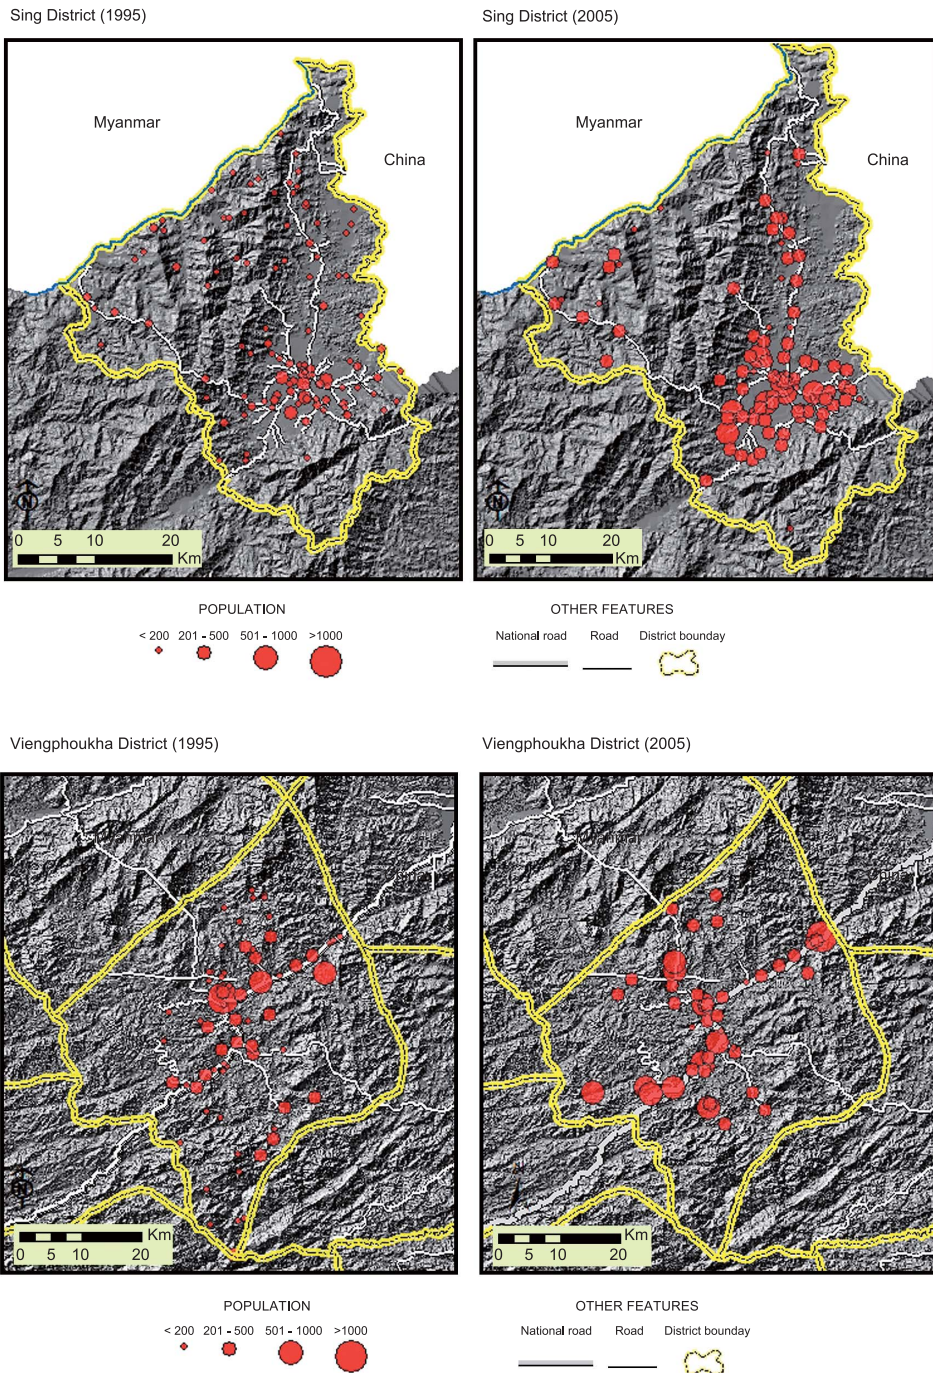 Sing District (1995)
Sing District (2005)
Myanmar
China
Myanmar
China
N
0 5 10 20
Km
N
0 5 10 20
Km
POPULATION
< 200 201 - 500 501 - 1000 >1000
OTHER FEATURES
National road Road District bounday
Viengphoukha District (1995)
Viengphoukha District (2005)
N
Km
0 5 10 20
Km
0 5 10 20
POPULATION
< 200 201 - 500 501 - 1000 >1000
OTHER FEATURES
National road Road District bounday